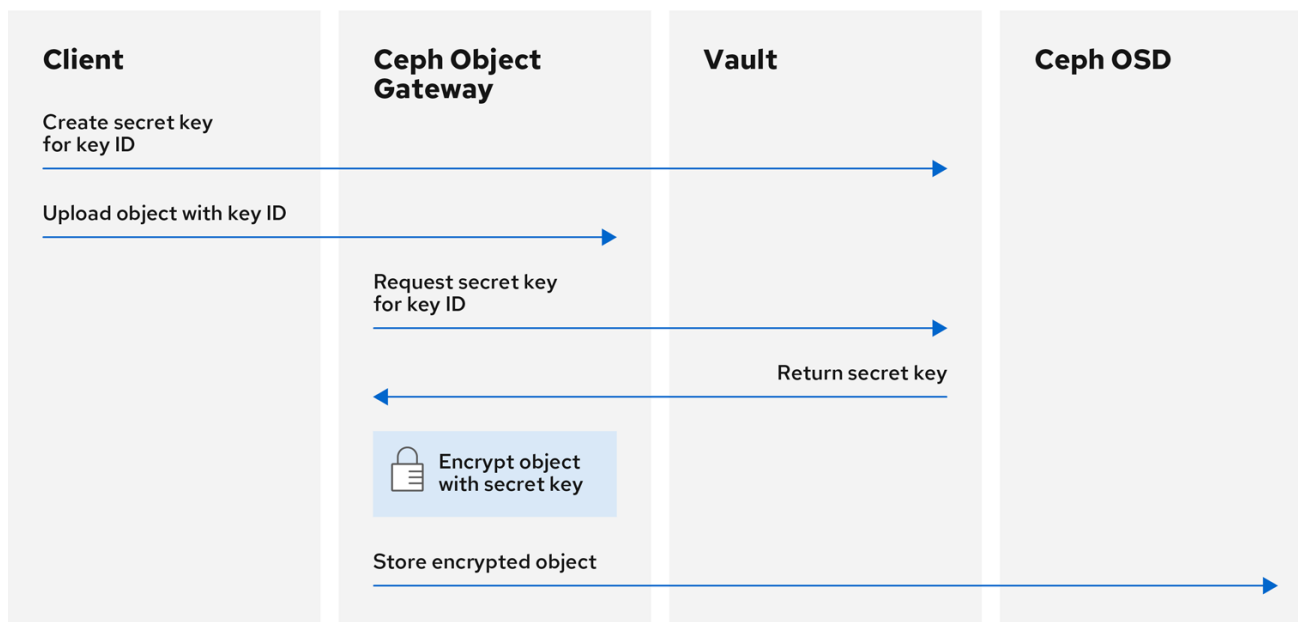 Client
Ceph Object
Gateway
Vault
Ceph OSD
Create secret key
for key ID
Upload object with key ID
Request secret key
for key ID
Return secret key
Encrypt object
with secret key
Store encrypted object